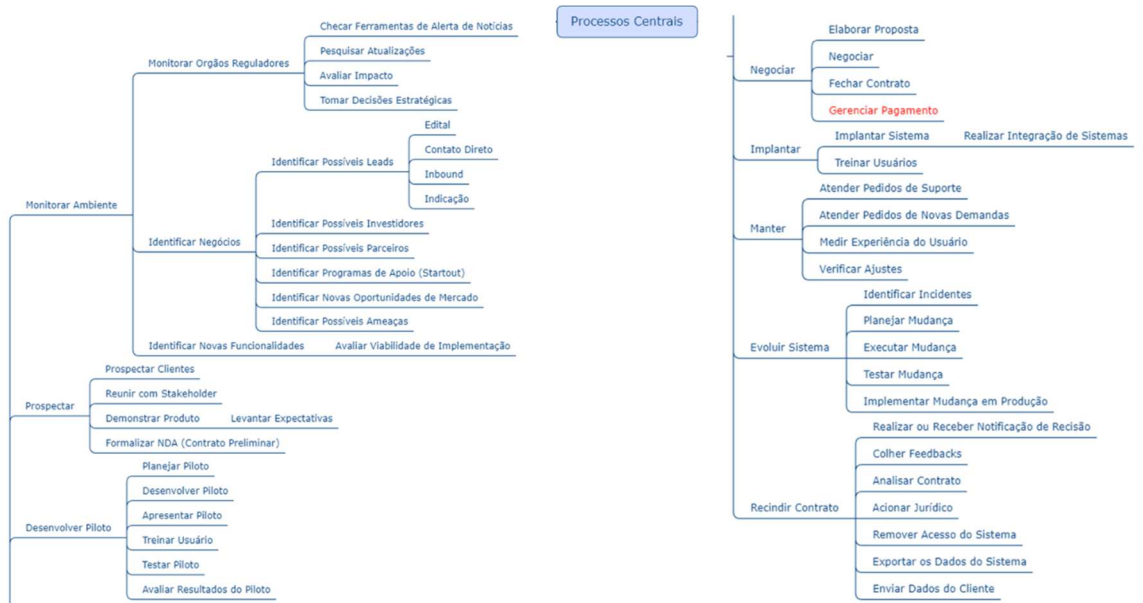 Processos Centrais
Monitorar Ambiente
Monitorar Orgãos Reguladores
Checar Ferramentas de Alerta de Notícias
Pesquisar Atualizações
Avaliar Impacto
Tomar Decisões Estratégicas
Identificar Negócios
Identificar Possíveis Leads
Edital
Contato Direto
Inbound
Indicação
Identificar Possíveis Investidores
Identificar Possíveis Parceiros
Identificar Programas de Apoio (Startout)
Identificar Novas Oportunidades de Mercado
Identificar Possíveis Ameaças
Identificar Novas Funcionalidades
Avaliar Viabilidade de Implementação
Prospectar
Prospectar Clientes
Reunir com Stakeholder
Demonstrar Produto
Levantar Expectativas
Formalizar NDA (Contrato Preliminar)
Desenvolver Piloto
Planejar Piloto
Desenvolver Piloto
Apresentar Piloto
Treinar Usuário
Testar Piloto
Avaliar Resultados do Piloto
Negociar
Elaborar Proposta
Negociar
Fechar Contrato
Gerenciar Pagamento
Implantar
Implantar Sistema
Realizar Integração de Sistemas
Treinar Usuários
Manter
Atender Pedidos de Suporte
Atender Pedidos de Novas Demandas
Medir Experiência do Usuário
Verificar Ajustes
Evoluir Sistema
Identificar Incidentes
Planejar Mudança
Executar Mudança
Testar Mudança
Implementar Mudança em Produção
Recindir Contrato
Realizar ou Receber Notificação de Recisão
Colher Feedbacks
Analisar Contrato
Acionar Jurídico
Remover Acesso do Sistema
Exportar os Dados do Sistema
Enviar Dados do Cliente